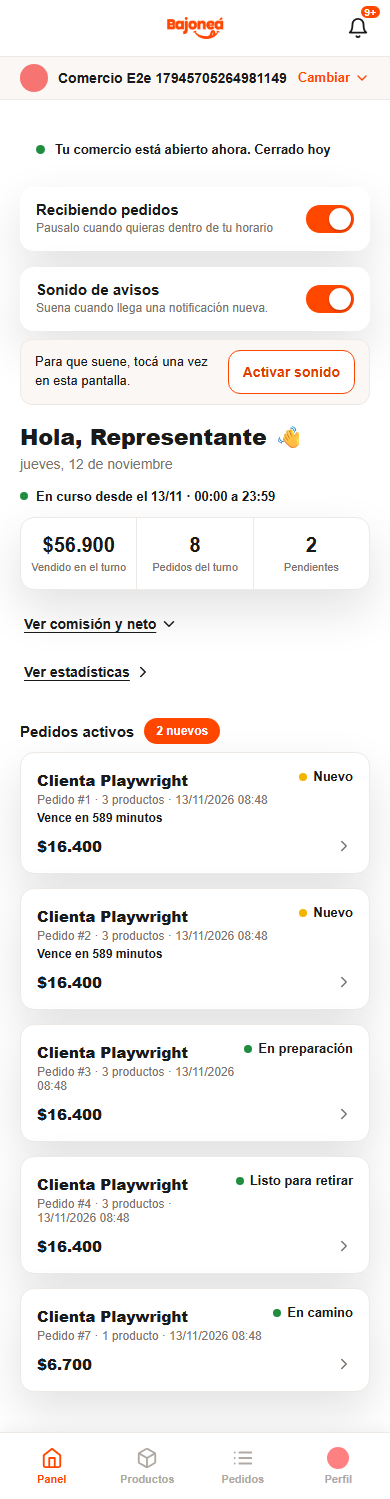 Bajoneá
9+
Comercio E2e 17945705264981149 Cambiar
Tu comercio está abierto ahora. Cerrado hoy
Recibiendo pedidos
Pausalo cuando quieras dentro de tu horario
Sonido de avisos
Suena cuando llega una notificación nueva.
Para que suene, tocá una vez
en esta pantalla.
Activar sonido
Hola, Representante 👋
jueves, 12 de noviembre
En curso desde el 13/11 · 00:00 a 23:59
$56.900
Vendido en el turno
8
Pedidos del turno
2
Pendientes
Ver comisión y neto
Ver estadísticas
Pedidos activos 2 nuevos
Clienta Playwright Nuevo
Pedido #1 · 3 productos · 13/11/2026 08:48
Vence en 589 minutos
$16.400
Clienta Playwright Nuevo
Pedido #2 · 3 productos · 13/11/2026 08:48
Vence en 589 minutos
$16.400
Clienta Playwright En preparación
Pedido #3 · 3 productos · 13/11/2026
08:48
$16.400
Clienta Playwright Listo para retirar
Pedido #4 · 3 productos ·
13/11/2026 08:48
$16.400
Clienta Playwright En camino
Pedido #7 · 1 producto · 13/11/2026 08:48
$6.700
Panel Productos Pedidos Perfil